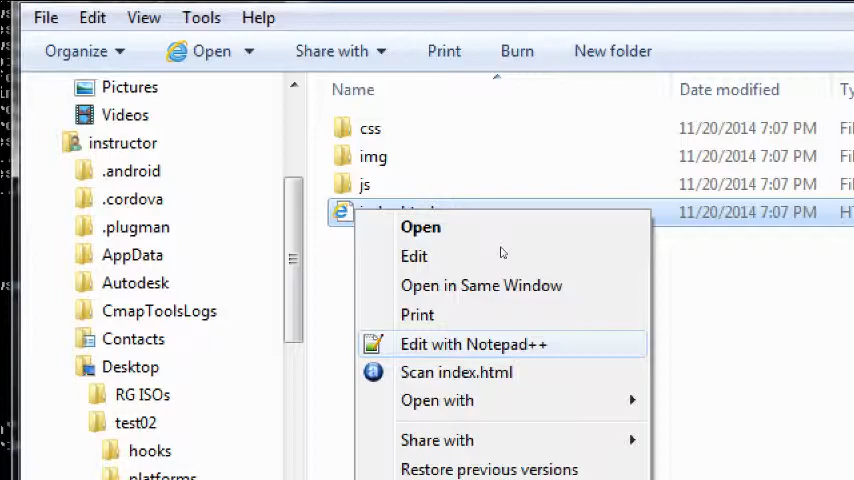 File Edit View Tools Help
Organize Open Share with Print Burn New folder
Name Date modified
Pictures
Videos
instructor
.android
.cordova
.plugman
AppData
Autodesk
CmapToolsLogs
Contacts
Desktop
RG ISOs
test02
hooks
platforms
css 11/20/2014 7:07 PM Fil
img 11/20/2014 7:07 PM Fil
js 11/20/2014 7:07 PM Fil
11/20/2014 7:07 PM
Open
Edit
Open in Same Window
Print
Edit with Notepad++
Scan index.html
Open with
Share with
Restore previous versions